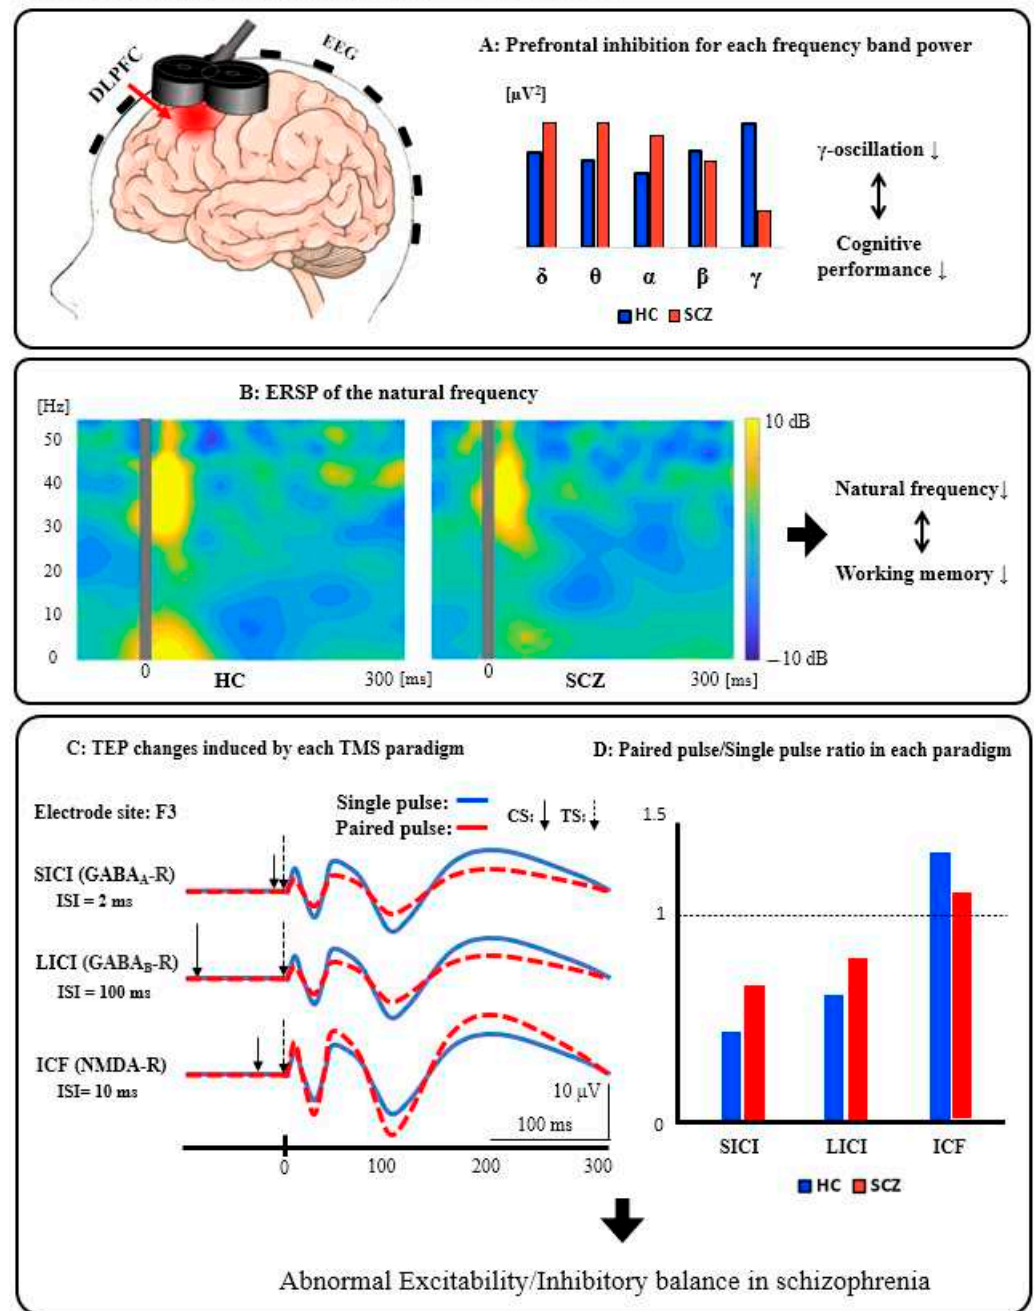 DLPFC
EEG
A: Prefrontal inhibition for each frequency band power
[µV²]
δ θ α β γ
HC SCZ
γ-oscillation ↓
Cognitive
performance ↓
B: ERSP of the natural frequency
[Hz]
50
40
30
20
10
0
0
HC
300 [ms]
0
SCZ
300 [ms]
10 dB
−10 dB
Natural frequency↓
Working memory ↓
C: TEP changes induced by each TMS paradigm
Electrode site: F3
Single pulse:
Paired pulse:
CS: TS:
SICI (GABA_A-R)
ISI = 2 ms
LICI (GABA_B-R)
ISI = 100 ms
ICF (NMDA-R)
ISI= 10 ms
10 µV
100 ms
0 100 200 300
D: Paired pulse/Single pulse ratio in each paradigm
1.5
1
0
SICI LICI ICF
HC SCZ
Abnormal Excitability/Inhibitory balance in schizophrenia